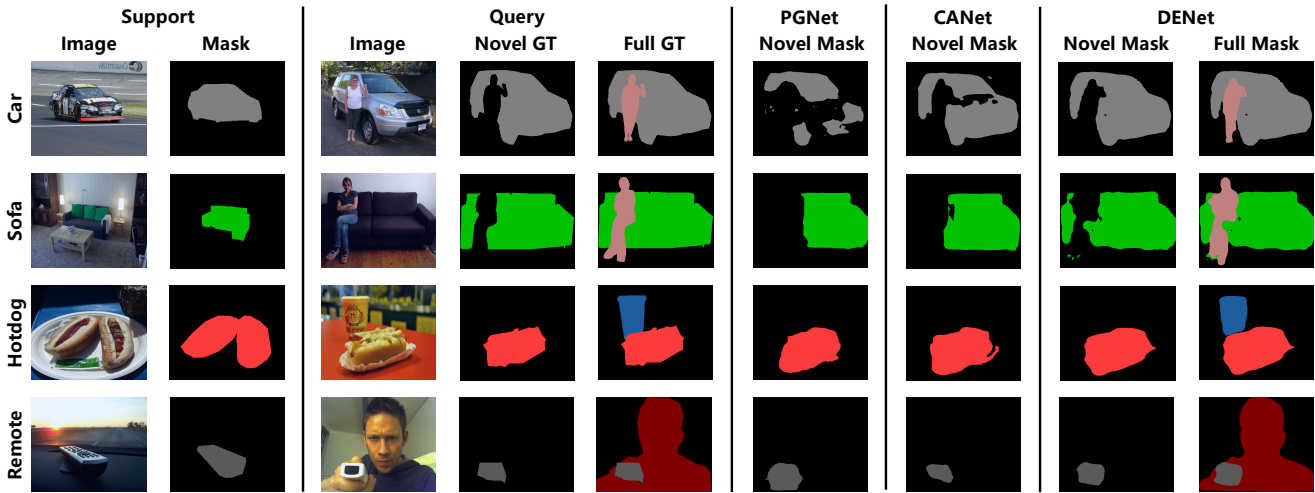 Support Query PGNet CANet DENet
Image Mask Image Novel GT Full GT Novel Mask Novel Mask Novel Mask Full Mask
Car
Sofa
Hotdog
Remote